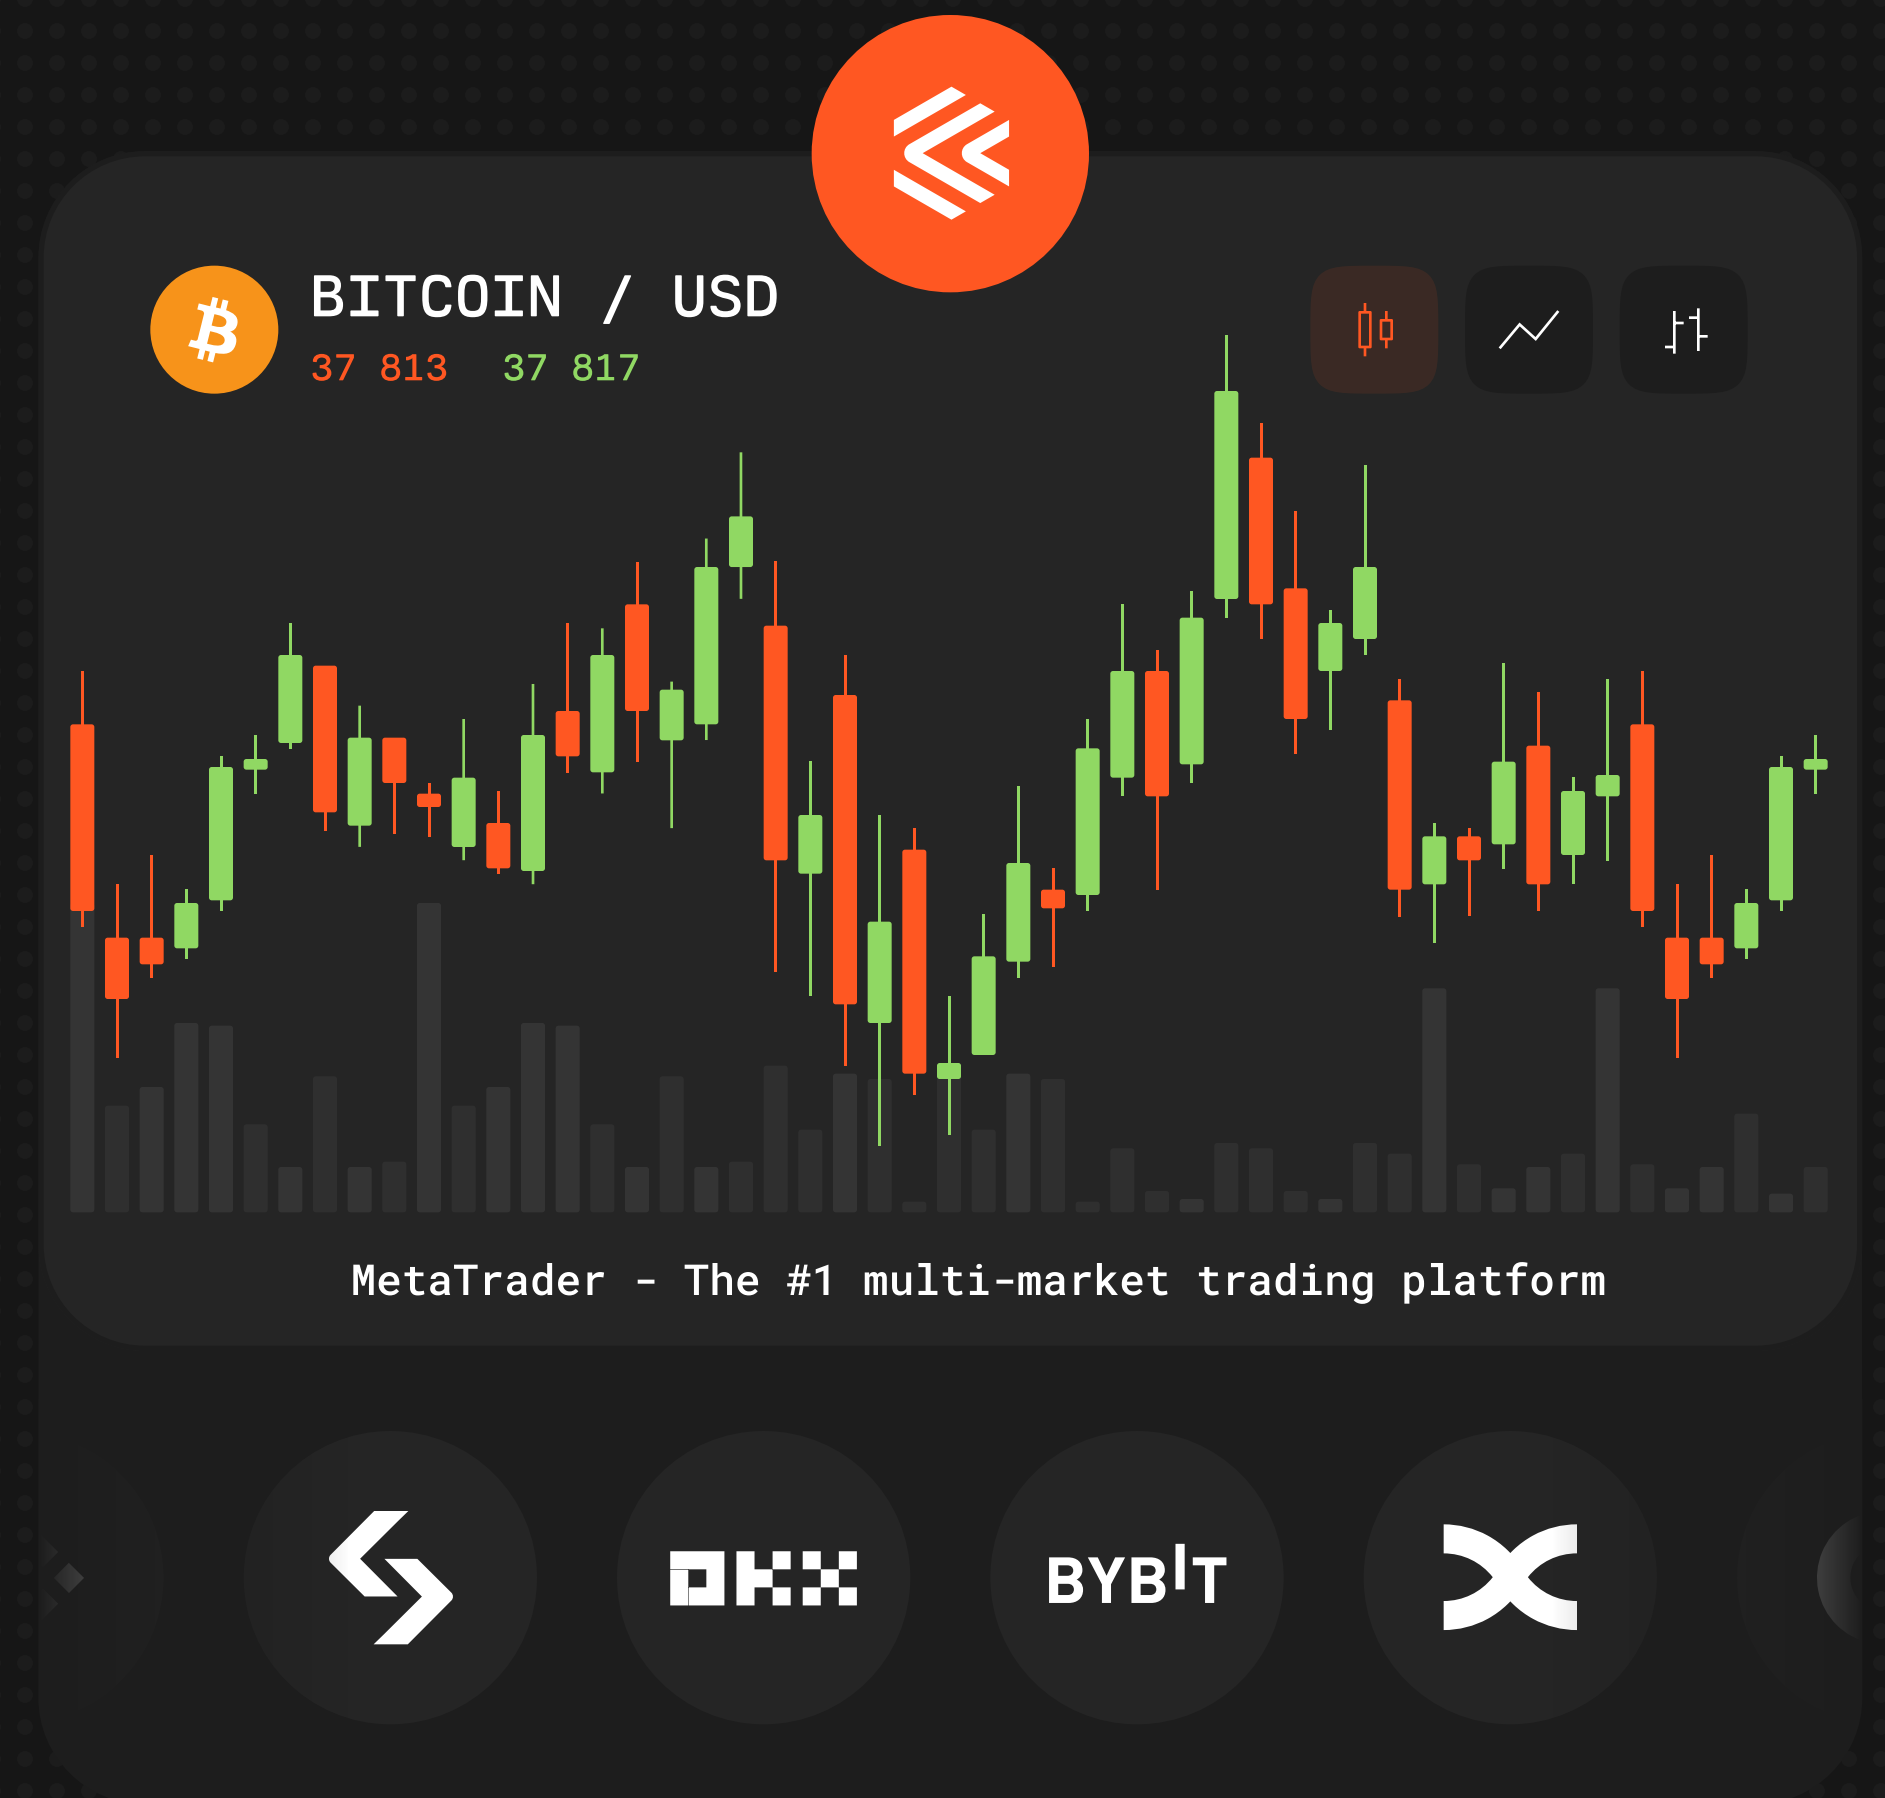 BITCOIN / USD
37 813 37 817
MetaTrader - The #1 multi-market trading platform
OKX
BYBIT